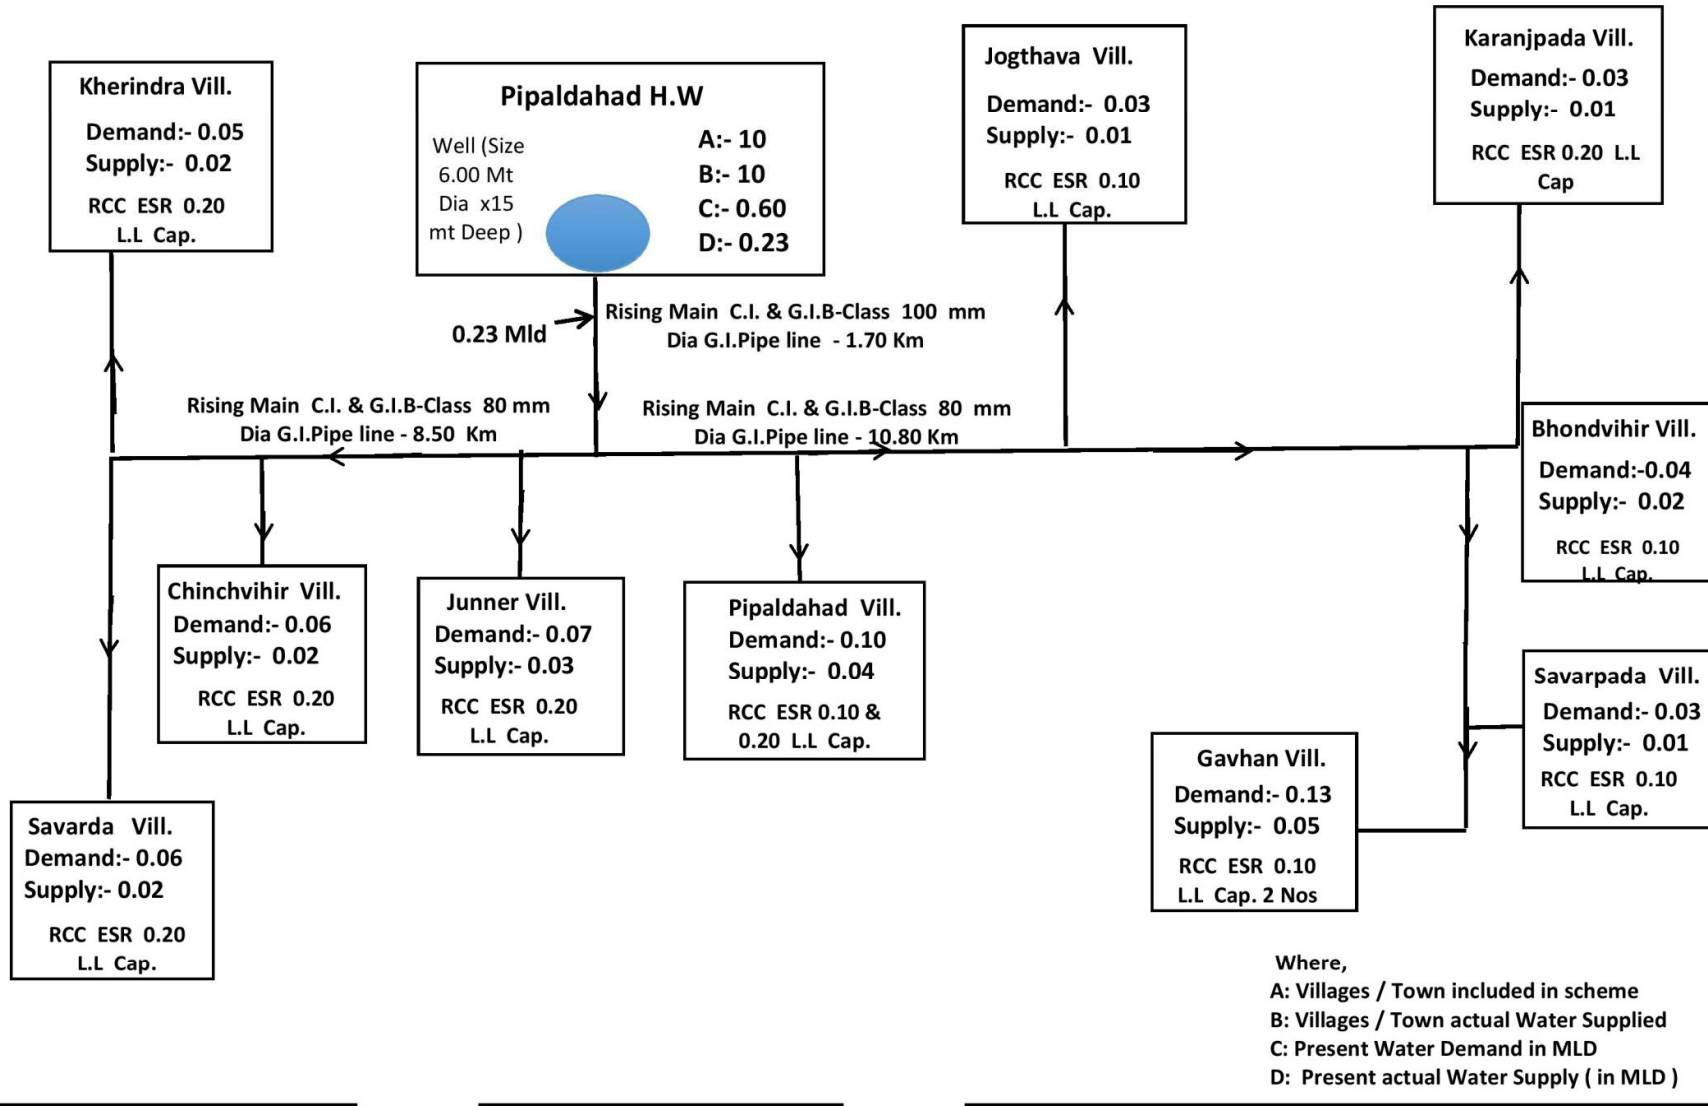 Kherindra Vill.
Demand:- 0.05
Supply:- 0.02
RCC ESR 0.20
L.L Cap.
Pipaldahad H.W
Well (Size
6.00 Mt
Dia x15
mt Deep )
A:- 10
B:- 10
C:- 0.60
D:- 0.23
Jogthava Vill.
Demand:- 0.03
Supply:- 0.01
RCC ESR 0.10
L.L Cap.
Karanjpada Vill.
Demand:- 0.03
Supply:- 0.01
RCC ESR 0.20 L.L
Cap
0.23 Mld
Rising Main C.I. & G.I.B-Class 100 mm
Dia G.I.Pipe line - 1.70 Km
Rising Main C.I. & G.I.B-Class 80 mm
Dia G.I.Pipe line - 8.50 Km
Rising Main C.I. & G.I.B-Class 80 mm
Dia G.I.Pipe line - 10.80 Km
Bhondvihir Vill.
Demand:-0.04
Supply:- 0.02
RCC ESR 0.10
L.L Cap.
Chinchvihir Vill.
Demand:- 0.06
Supply:- 0.02
RCC ESR 0.20
L.L Cap.
Junner Vill.
Demand:- 0.07
Supply:- 0.03
RCC ESR 0.20
L.L Cap.
Pipaldahad Vill.
Demand:- 0.10
Supply:- 0.04
RCC ESR 0.10 &
0.20 L.L Cap.
Savarpada Vill.
Demand:- 0.03
Supply:- 0.01
RCC ESR 0.10
L.L Cap.
Gavhan Vill.
Demand:- 0.13
Supply:- 0.05
RCC ESR 0.10
L.L Cap. 2 Nos
Savarda Vill.
Demand:- 0.06
Supply:- 0.02
RCC ESR 0.20
L.L Cap.
Where,
A: Villages / Town included in scheme
B: Villages / Town actual Water Supplied
C: Present Water Demand in MLD
D: Present actual Water Supply ( in MLD )